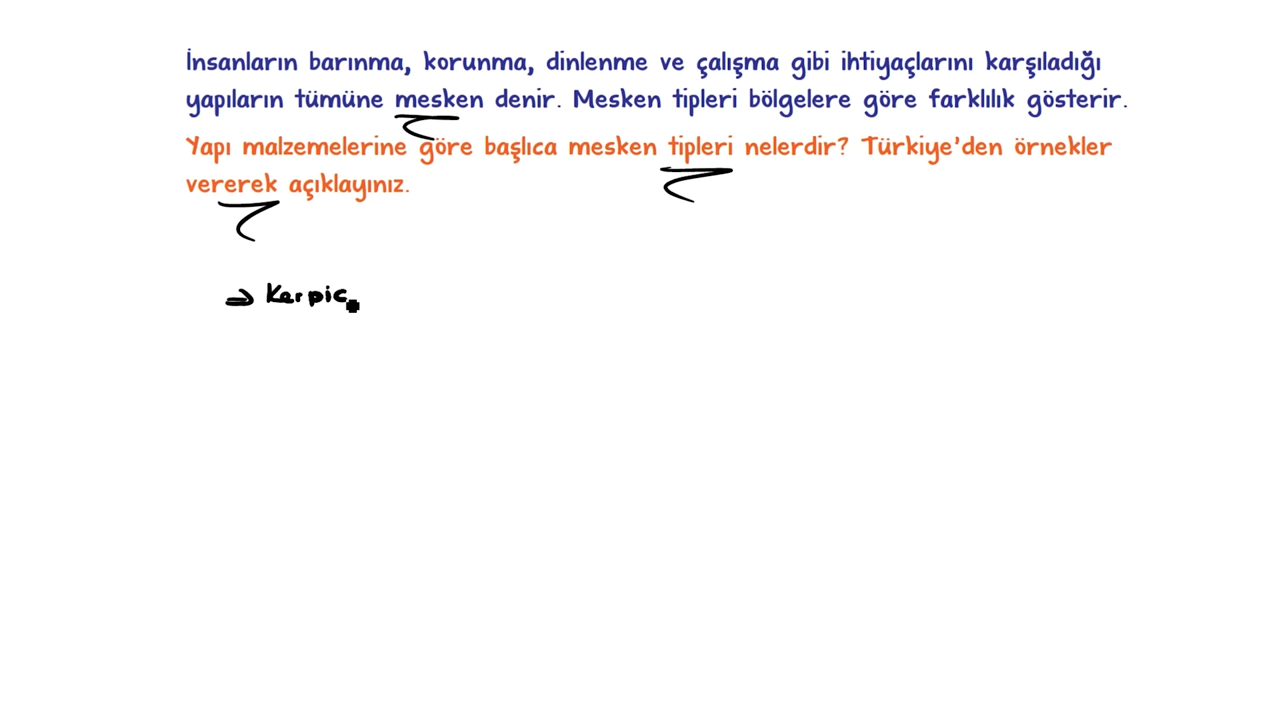 İnsanların barınma, korunma, dinlenme ve çalışma gibi ihtiyaçlarını karşıladığı
yapıların tümüne mesken denir. Mesken tipleri bölgelere göre farklılık gösterir.
Yapı malzemelerine göre başlıca mesken tipleri nelerdir? Türkiye'den örnekler
vererek açıklayınız.
⇒ Kerpic